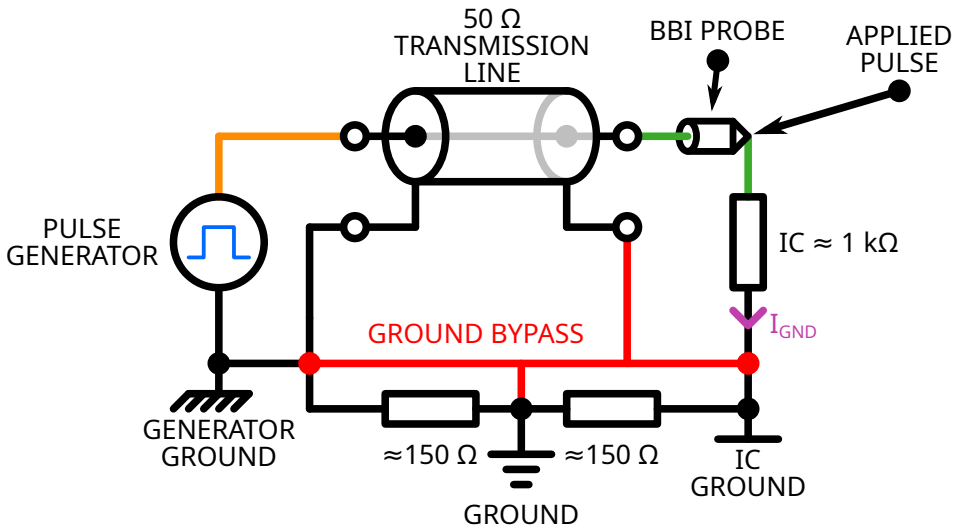 50 Ω
TRANSMISSION
LINE
BBI PROBE
APPLIED
PULSE
PULSE
GENERATOR
IC ≈ 1 kΩ
I_GND
GROUND BYPASS
GENERATOR
GROUND
≈150 Ω
≈150 Ω
IC
GROUND
GROUND